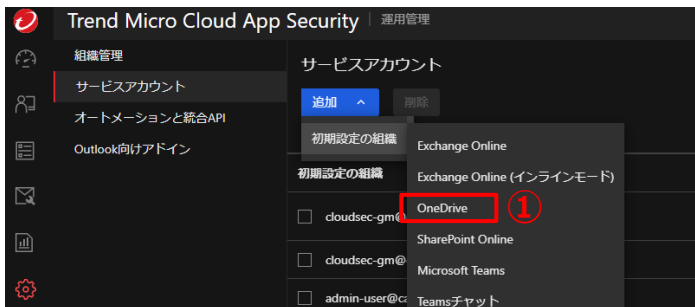 Trend Micro Cloud App Security 運用管理
組織管理
サービスアカウント
オートメーションと統合API
Outlook向けアドイン
サービスアカウント
追加 削除
初期設定の組織
Exchange Online
Exchange Online (インラインモード)
OneDrive ①
SharePoint Online
Microsoft Teams
Teamsチャット
初期設定の組織
cloudsec-gm@
cloudsec-gm@
admin-user@ca